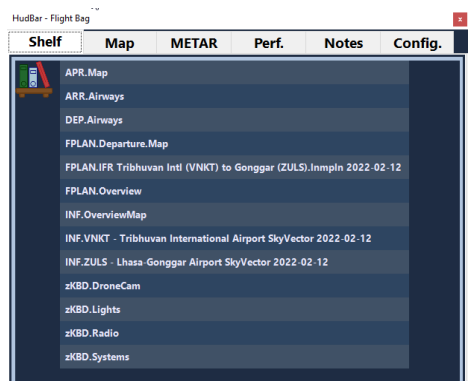 HudBar - Flight Bag
x
Shelf Map METAR Perf. Notes Config.
APR.Map
ARR.Airways
DEP.Airways
FPLAN.Departure.Map
FPLAN.IFR Tribhuvan Intl (VNKT) to Gonggar (ZULS).lnmpln 2022-02-12
FPLAN.Overview
INF.OverviewMap
INF.VNKT - Tribhuvan International Airport SkyVector 2022-02-12
INF.ZULS - Lhasa-Gonggar Airport SkyVector 2022-02-12
zKBD.DroneCam
zKBD.Lights
zKBD.Radio
zKBD.Systems